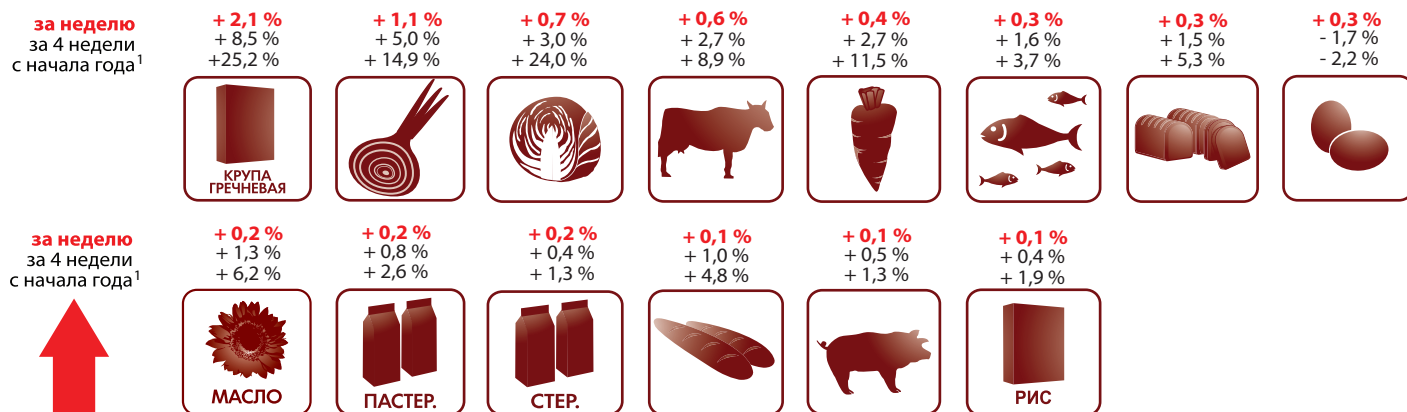 за неделю + 2,1 % + 1,1 % + 0,7 % + 0,6 % + 0,4 % + 0,3 % + 0,3 % + 0,3 %
за 4 недели + 8,5 % + 5,0 % + 3,0 % + 2,7 % + 2,7 % + 1,6 % + 1,5 % - 1,7 %
с начала года¹ +25,2 % + 14,9 % + 24,0 % + 8,9 % + 11,5 % + 3,7 % + 5,3 % - 2,2 %
КРУПА
ГРЕЧНЕВАЯ
за неделю + 0,2 % + 0,2 % + 0,2 % + 0,1 % + 0,1 % + 0,1 %
за 4 недели + 1,3 % + 0,8 % + 0,4 % + 1,0 % + 0,5 % + 0,4 %
с начала года¹ + 6,2 % + 2,6 % + 1,3 % + 4,8 % + 1,3 % + 1,9 %
МАСЛО ПАСТЕР. СТЕР. РИС